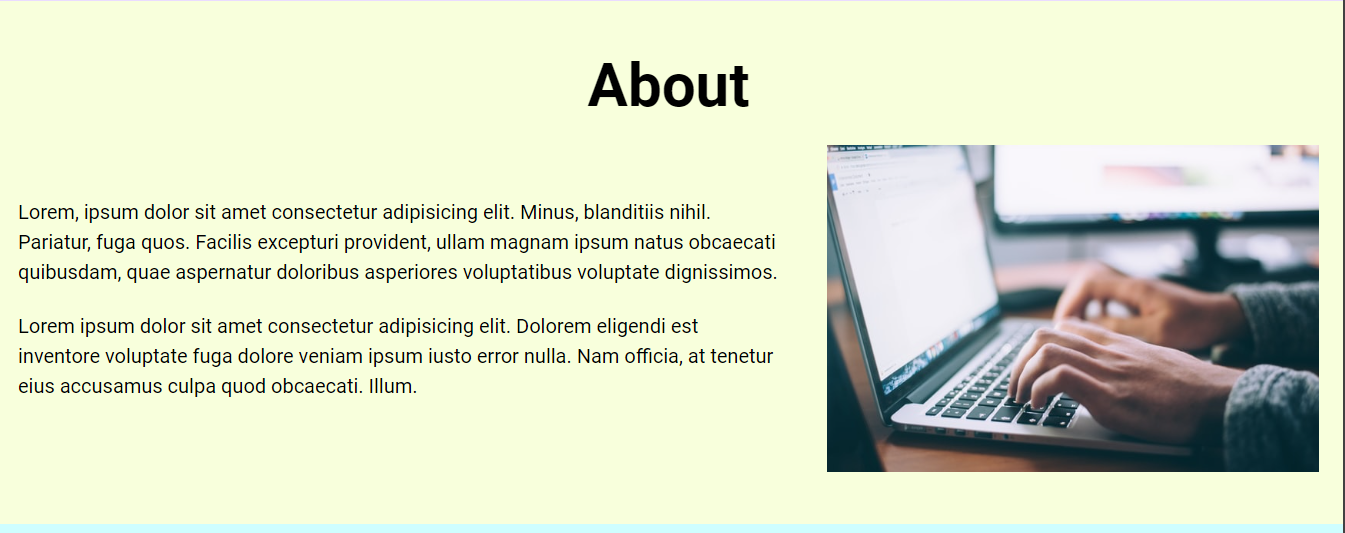 About
Lorem, ipsum dolor sit amet consectetur adipisicing elit. Minus, blanditiis nihil.
Pariatur, fuga quos. Facilis excepturi provident, ullam magnam ipsum natus obcaecati
quibusdam, quae aspernatur doloribus asperiores voluptatibus voluptate dignissimos.
Lorem ipsum dolor sit amet consectetur adipisicing elit. Dolorem eligendi est
inventore voluptate fuga dolore veniam ipsum iusto error nulla. Nam officia, at tenetur
eius accusamus culpa quod obcaecati. Illum.